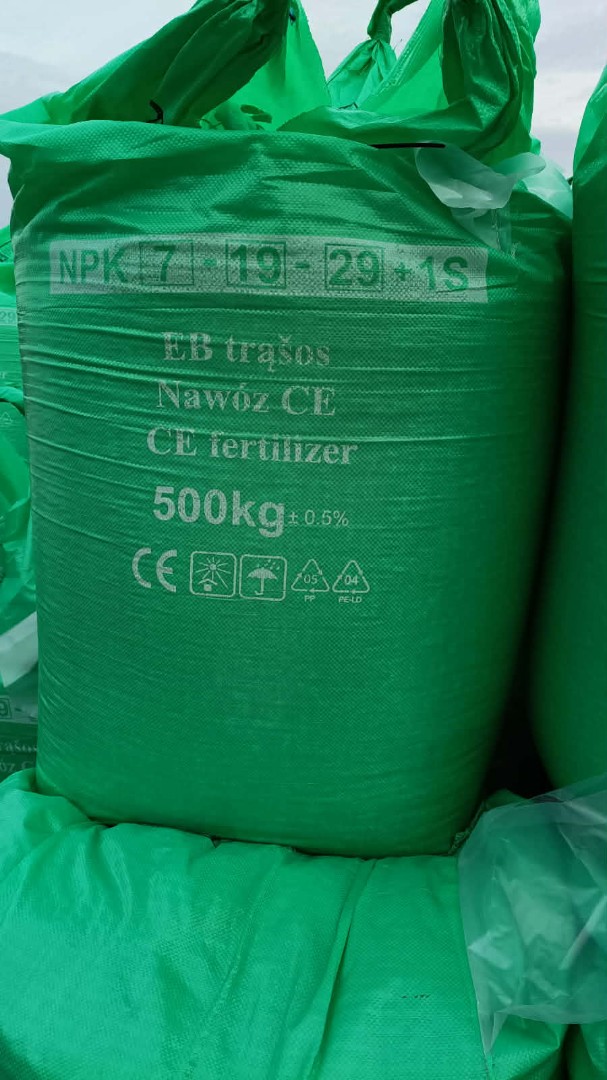 NPK 7 - 19 - 29 + 1S
EB trąšos
Nawóz CE
CE fertilizer
500kg ± 0.5%
CE
05
04
PP
PE-LD